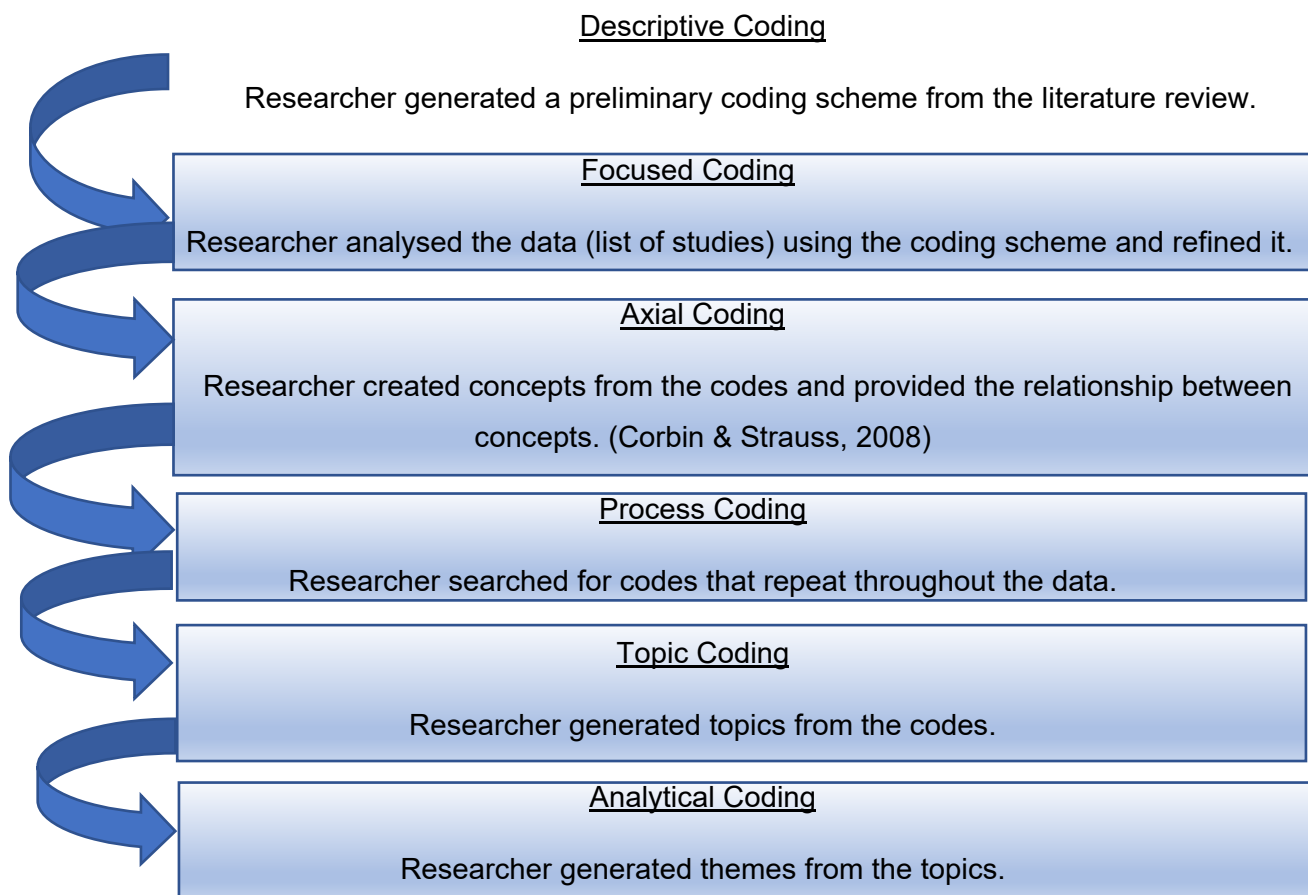 Descriptive Coding
Researcher generated a preliminary coding scheme from the literature review.
Focused Coding
Researcher analysed the data (list of studies) using the coding scheme and refined it.
Axial Coding
Researcher created concepts from the codes and provided the relationship between
concepts. (Corbin & Strauss, 2008)
Process Coding
Researcher searched for codes that repeat throughout the data.
Topic Coding
Researcher generated topics from the codes.
Analytical Coding
Researcher generated themes from the topics.